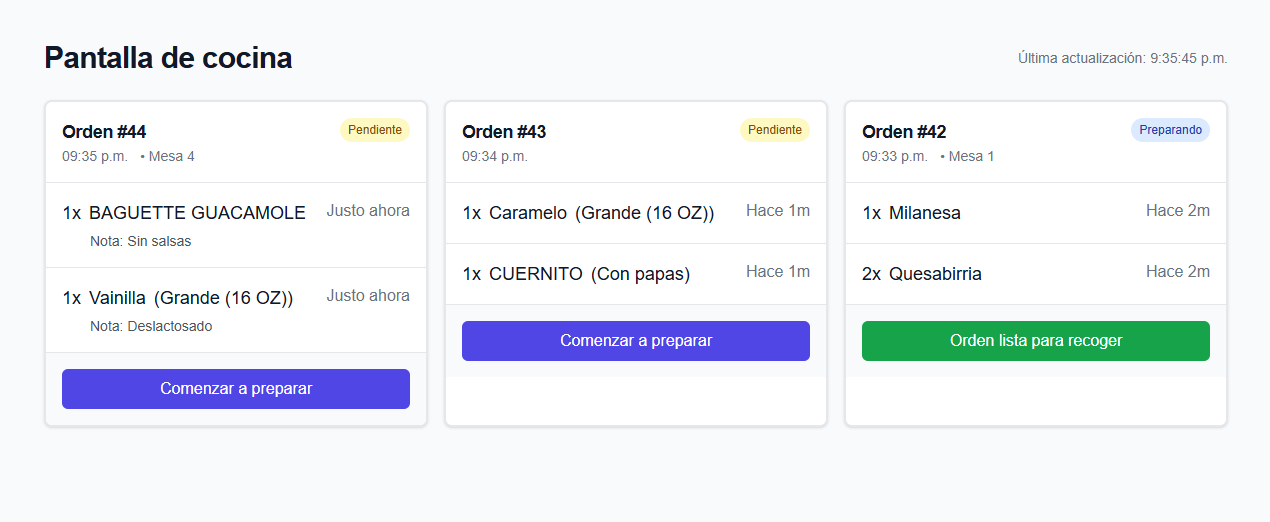 Pantalla de cocina
Última actualización: 9:35:45 p.m.
Orden #44
Pendiente
09:35 p.m. • Mesa 4
1x BAGUETTE GUACAMOLE Justo ahora
Nota: Sin salsas
1x Vainilla (Grande (16 OZ)) Justo ahora
Nota: Deslactosado
Comenzar a preparar
Orden #43
Pendiente
09:34 p.m.
1x Caramelo (Grande (16 OZ)) Hace 1m
1x CUERNITO (Con papas) Hace 1m
Comenzar a preparar
Orden #42
Preparando
09:33 p.m. • Mesa 1
1x Milanesa Hace 2m
2x Quesabirria Hace 2m
Orden lista para recoger